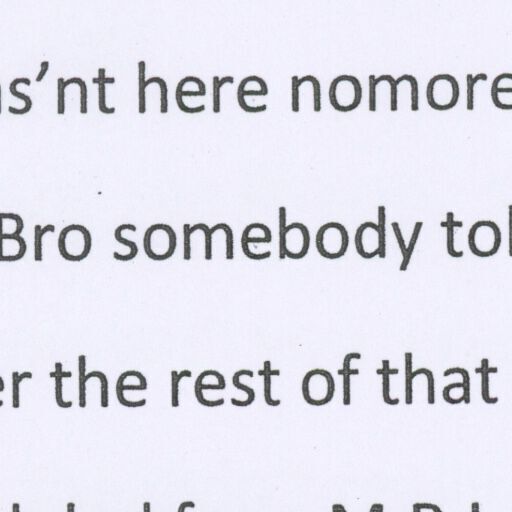 s’nt here nomore
Bro somebody tol
er the rest of that